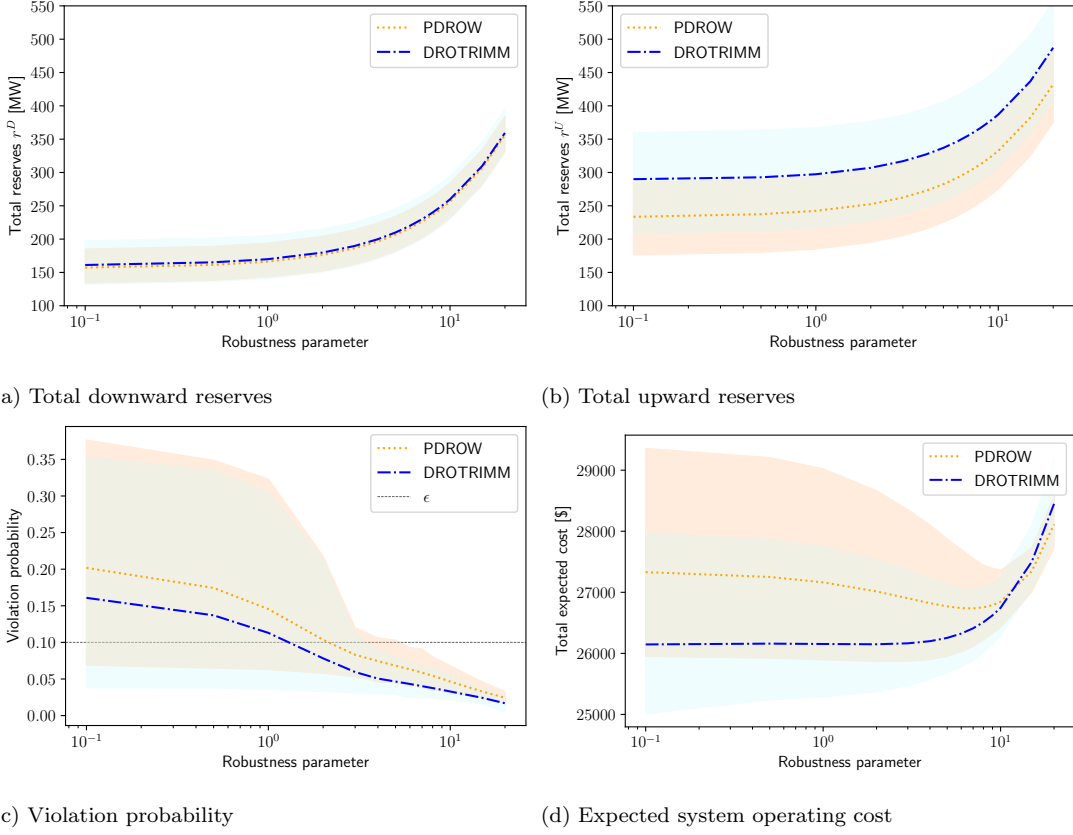 550
500
450
400
350
300
250
200
150
100
Total reserves r^D [MW]
PDROW
DROTRIMM
10^−1
10^0
10^1
Robustness parameter
550
500
450
400
350
300
250
200
150
100
Total reserves r^U [MW]
PDROW
DROTRIMM
10^−1
10^0
10^1
Robustness parameter
a) Total downward reserves
(b) Total upward reserves
0.35
0.30
0.25
0.20
0.15
0.10
0.05
0.00
Violation probability
PDROW
DROTRIMM
ϵ
10^−1
10^0
10^1
Robustness parameter
29000
28000
27000
26000
25000
Total expected cost [$]
PDROW
DROTRIMM
10^−1
10^0
10^1
Robustness parameter
c) Violation probability
(d) Expected system operating cost